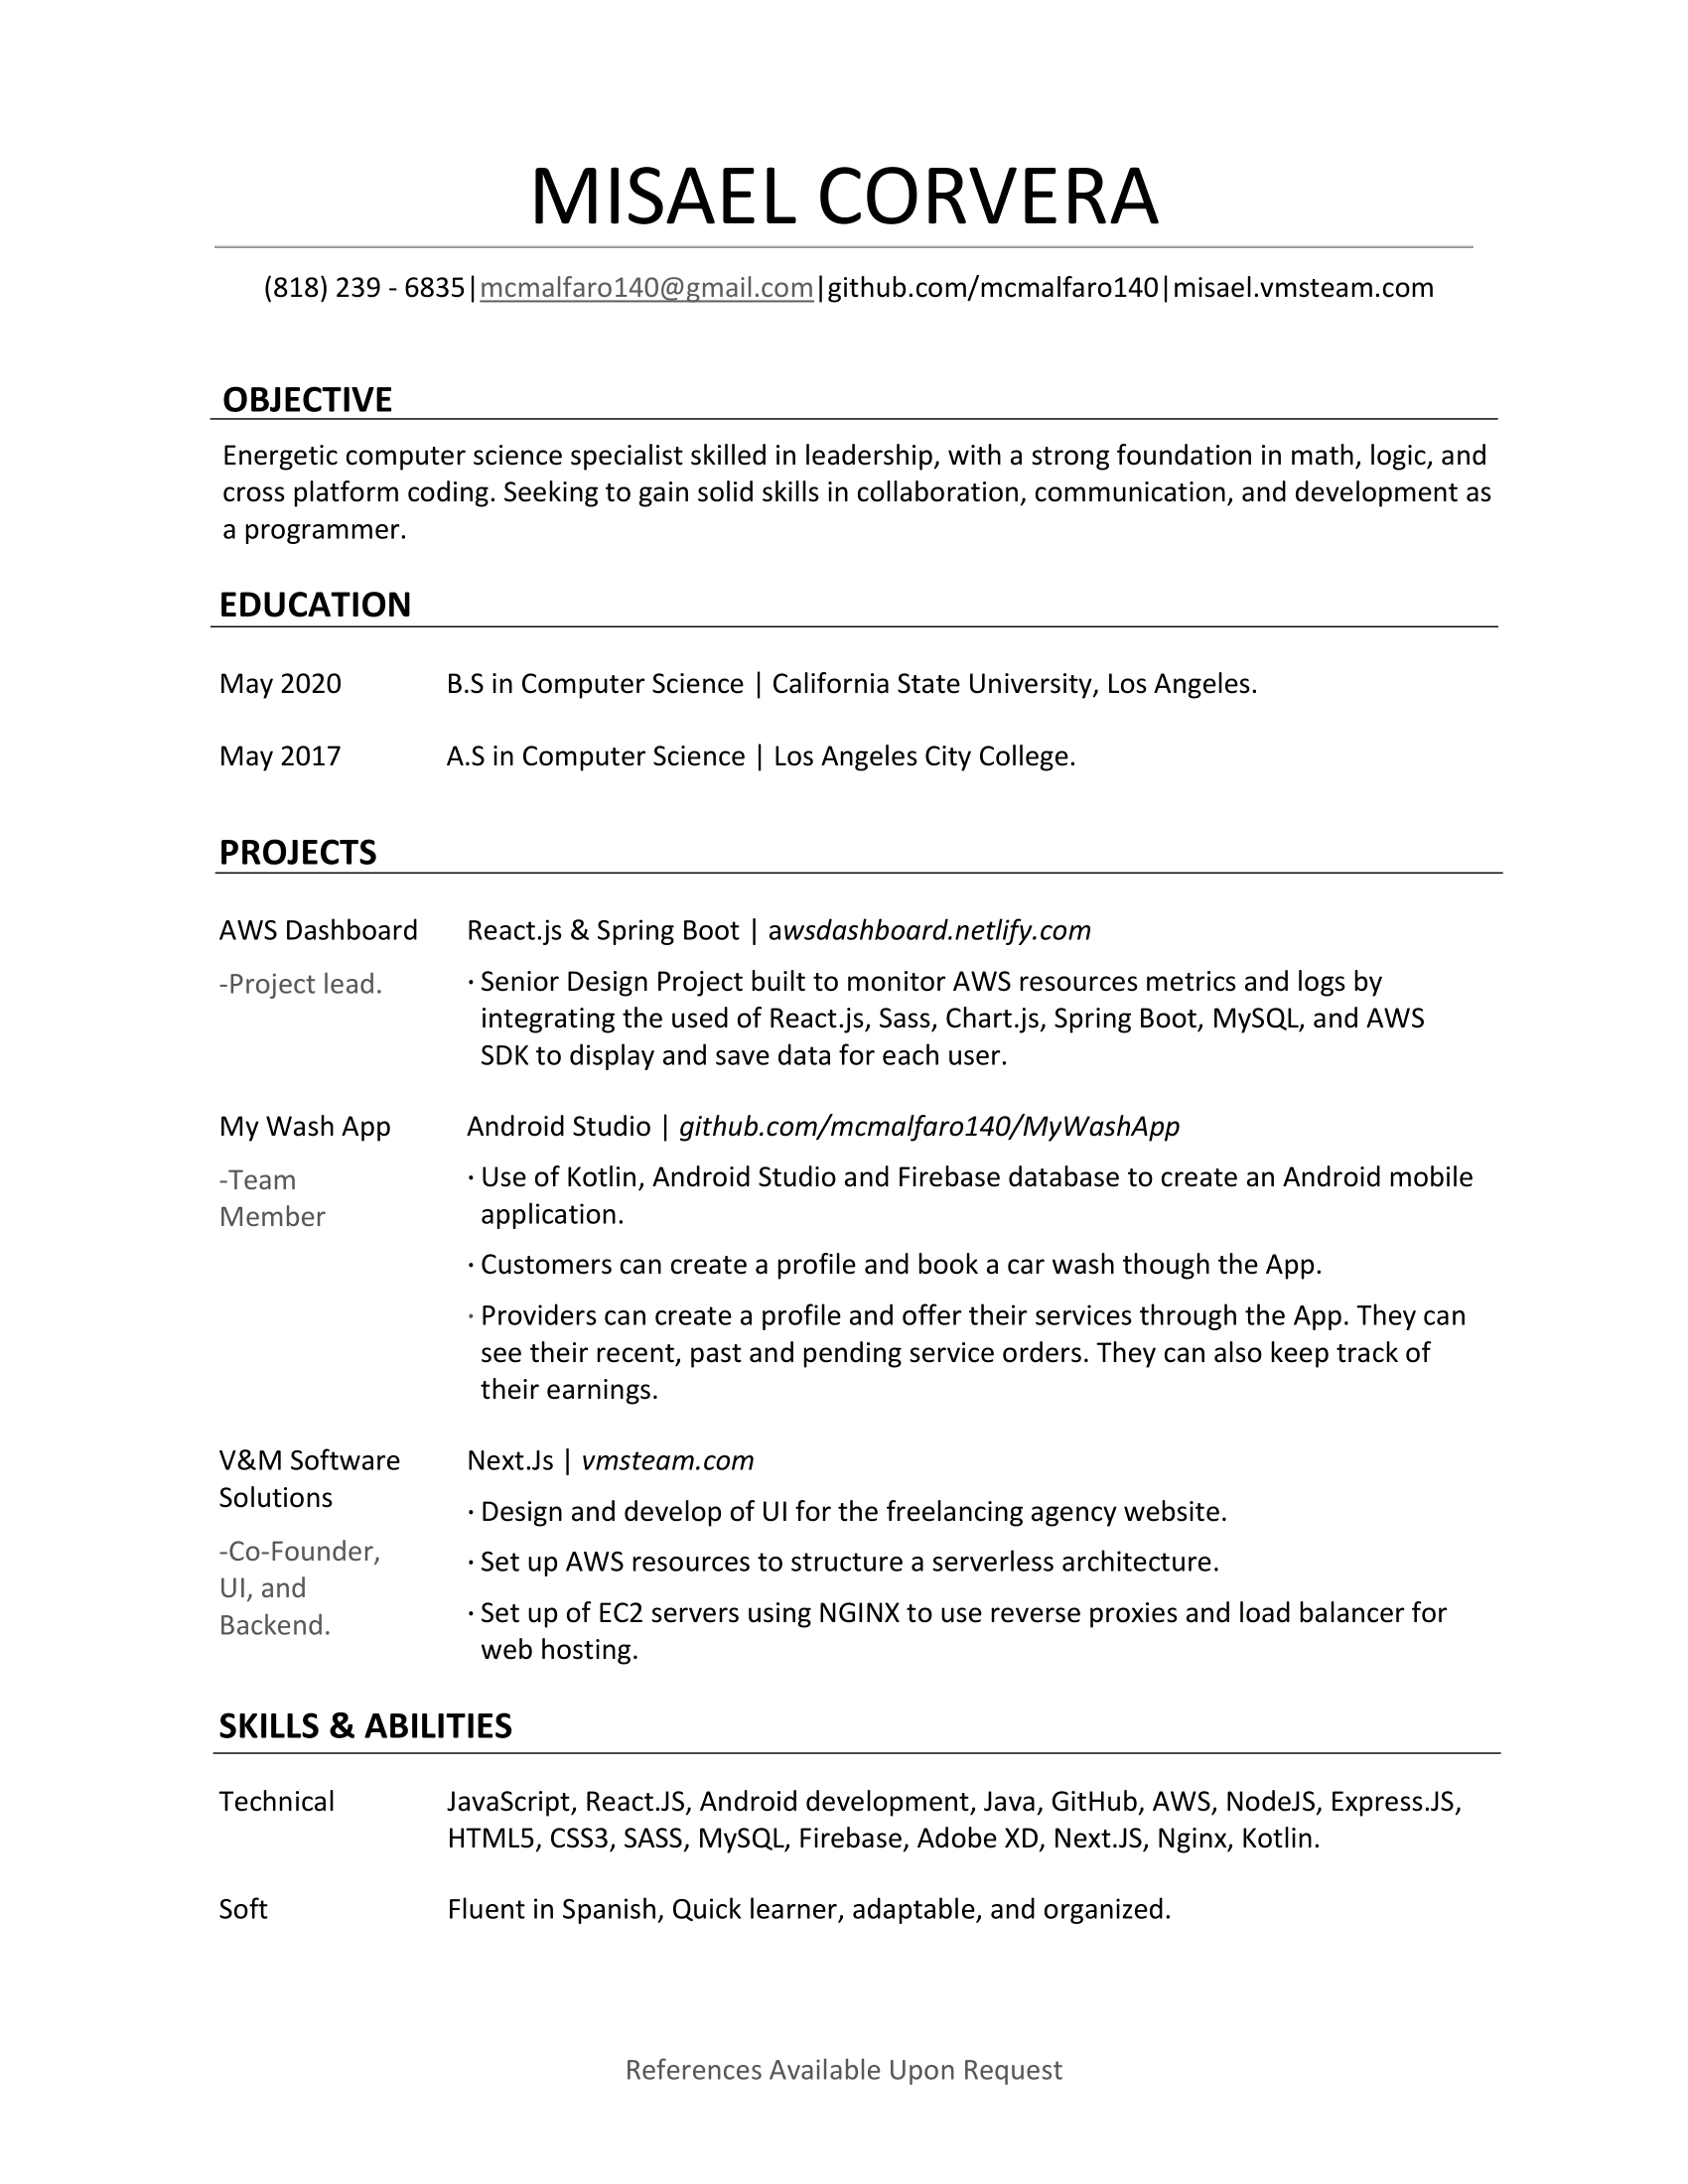 MISAEL CORVERA
(818) 239 - 6835|mcmalfaro140@gmail.com|github.com/mcmalfaro140|misael.vmsteam.com
OBJECTIVE
Energetic computer science specialist skilled in leadership, with a strong foundation in math, logic, and
cross platform coding. Seeking to gain solid skills in collaboration, communication, and development as
a programmer.
EDUCATION
May 2020 B.S in Computer Science | California State University, Los Angeles.
May 2017 A.S in Computer Science | Los Angeles City College.
PROJECTS
AWS Dashboard React.js & Spring Boot | awsdashboard.netlify.com
-Project lead. · Senior Design Project built to monitor AWS resources metrics and logs by
integrating the used of React.js, Sass, Chart.js, Spring Boot, MySQL, and AWS
SDK to display and save data for each user.
My Wash App Android Studio | github.com/mcmalfaro140/MyWashApp
-Team · Use of Kotlin, Android Studio and Firebase database to create an Android mobile
Member application.
· Customers can create a profile and book a car wash though the App.
· Providers can create a profile and offer their services through the App. They can
see their recent, past and pending service orders. They can also keep track of
their earnings.
V&M Software Next.Js | vmsteam.com
Solutions · Design and develop of UI for the freelancing agency website.
-Co-Founder, · Set up AWS resources to structure a serverless architecture.
UI, and · Set up of EC2 servers using NGINX to use reverse proxies and load balancer for
Backend. web hosting.
SKILLS & ABILITIES
Technical JavaScript, React.JS, Android development, Java, GitHub, AWS, NodeJS, Express.JS,
HTML5, CSS3, SASS, MySQL, Firebase, Adobe XD, Next.JS, Nginx, Kotlin.
Soft Fluent in Spanish, Quick learner, adaptable, and organized.
References Available Upon Request